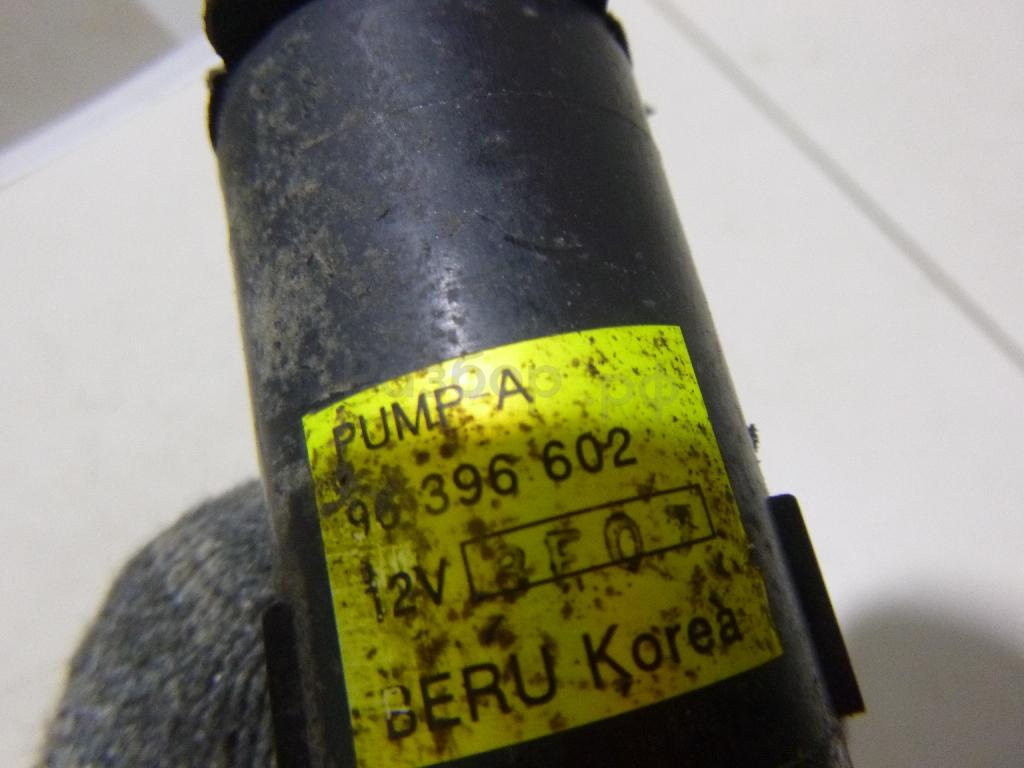 PUMP-A
96 396 602
12V
BERU Korea